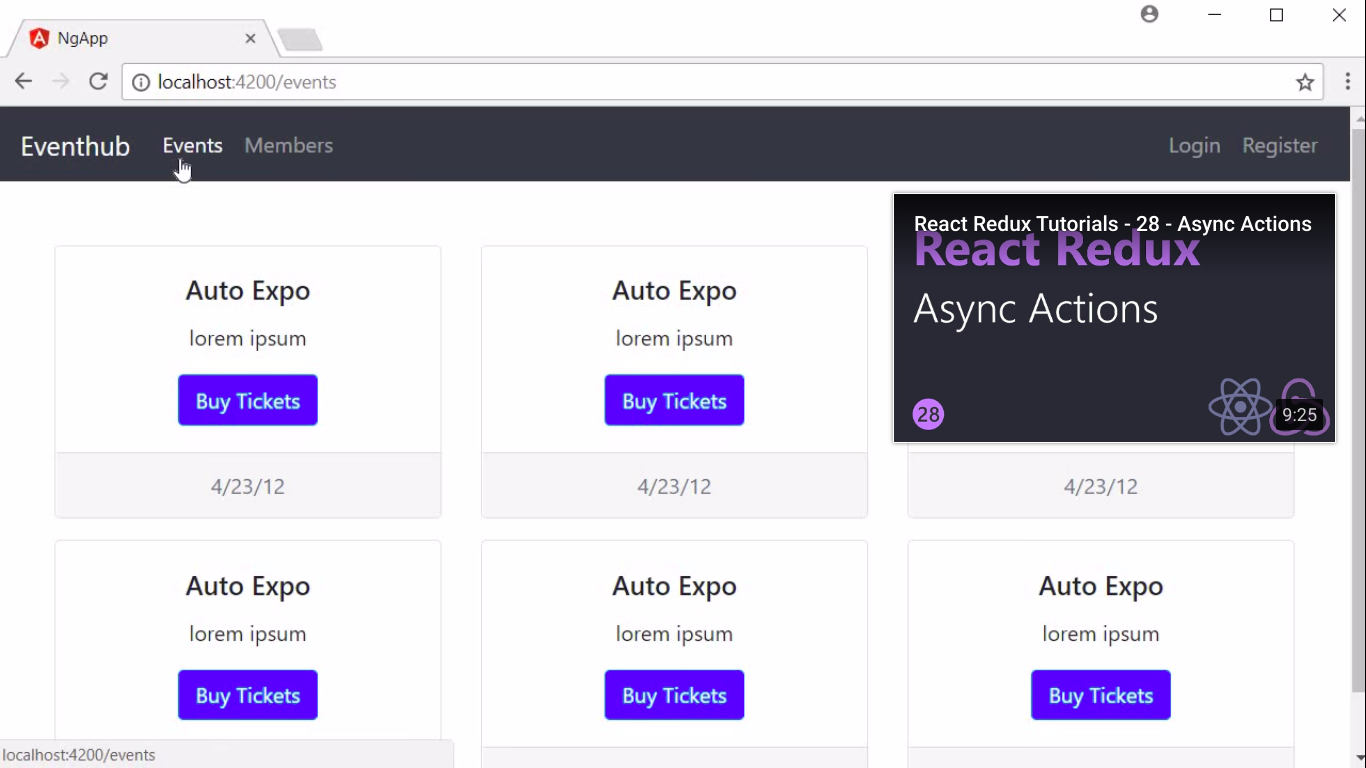 NgApp
localhost:4200/events
Eventhub Events Members Login Register
React Redux Tutorials - 28 - Async Actions
React Redux
Async Actions
28
9:25
Auto Expo
lorem ipsum
Buy Tickets
4/23/12
Auto Expo
lorem ipsum
Buy Tickets
4/23/12
4/23/12
Auto Expo
lorem ipsum
Buy Tickets
Auto Expo
lorem ipsum
Buy Tickets
Auto Expo
lorem ipsum
Buy Tickets
localhost:4200/events